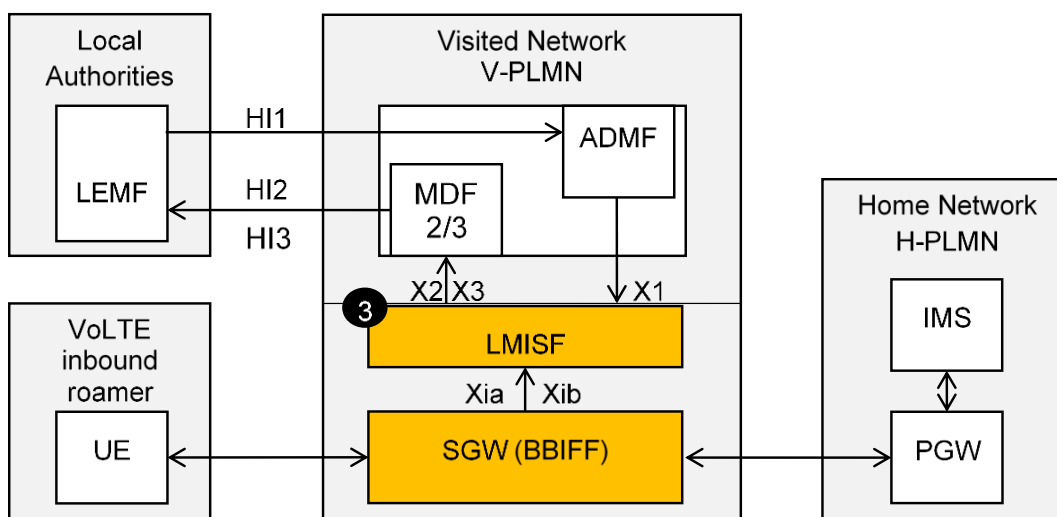 Local
Authorities
LEMF
HI1
HI2
HI3
Visited Network
V-PLMN
ADMF
MDF
2/3
X2 X3
X1
3
LMISF
Xia Xib
SGW (BBIFF)
VoLTE
inbound
roamer
UE
Home Network
H-PLMN
IMS
PGW